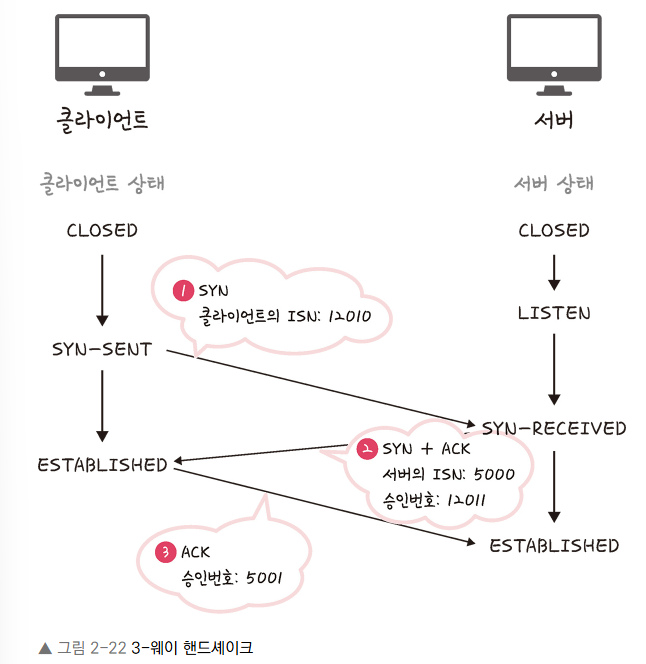 클라이언트
서버
클라이언트 상태
서버 상태
CLOSED
CLOSED
1 SYN
클라이언트의 ISN: 12010
LISTEN
SYN-SENT
SYN-RECEIVED
2 SYN + ACK
서버의 ISN: 5000
승인번호: 12011
ESTABLISHED
ESTABLISHED
3 ACK
승인번호: 5001
▲ 그림 2-22 3-웨이 핸드셰이크